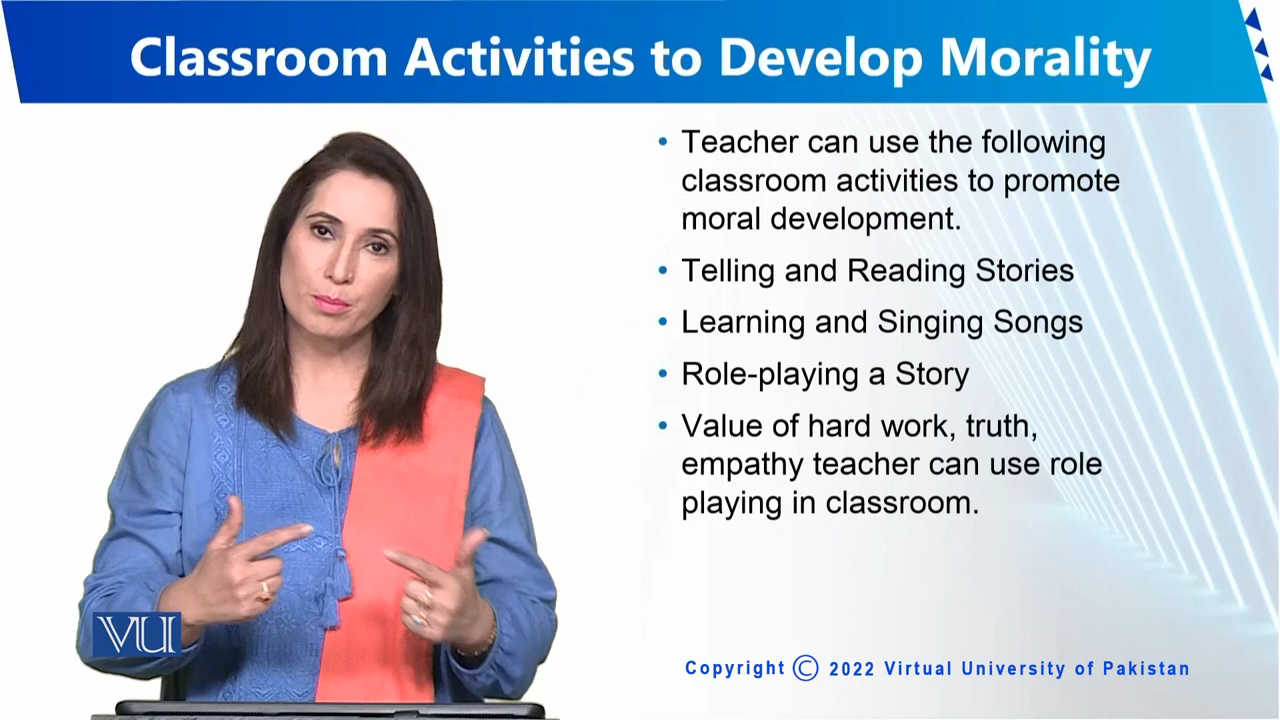 Classroom Activities to Develop Morality
• Teacher can use the following
classroom activities to promote
moral development.
• Telling and Reading Stories
• Learning and Singing Songs
• Role-playing a Story
• Value of hard work, truth,
empathy teacher can use role
playing in classroom.
VU
Copyright © 2022 Virtual University of Pakistan